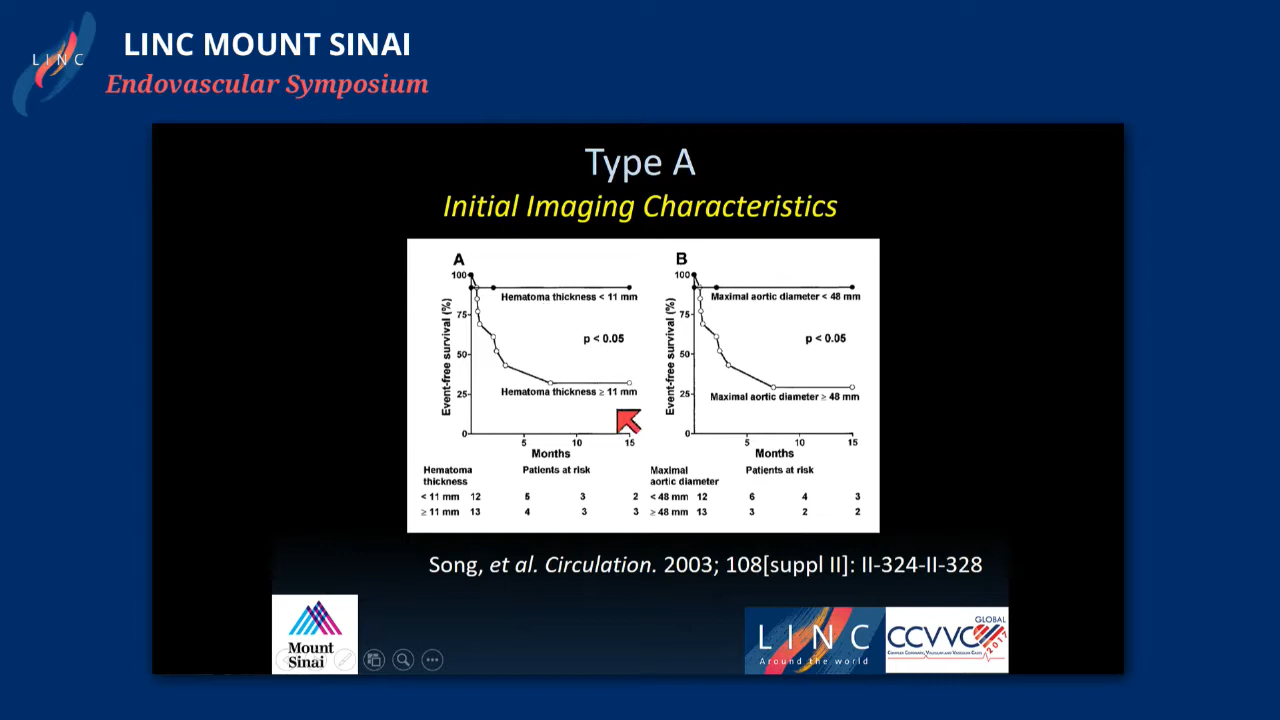 LINC
LINC MOUNT SINAI
Endovascular Symposium
Type A
Initial Imaging Characteristics
A
100
75
50
25
0
Event-free survival (%)
Hematoma thickness < 11 mm
p < 0.05
Hematoma thickness ≥ 11 mm
5 10 15
Months
Hematoma thickness Patients at risk
< 11 mm 12 5 3 2
≥ 11 mm 13 4 3 3
B
100
75
50
25
0
Event-free survival (%)
Maximal aortic diameter < 48 mm
p < 0.05
Maximal aortic diameter ≥ 48 mm
5 10 15
Months
Maximal aortic diameter Patients at risk
< 48 mm 12 6 4 3
≥ 48 mm 13 3 2 2
Song, et al. Circulation. 2003; 108[suppl II]: II-324-II-328
Mount
Sinai
LINC
Around the world
GLOBAL
CCVVC
2017